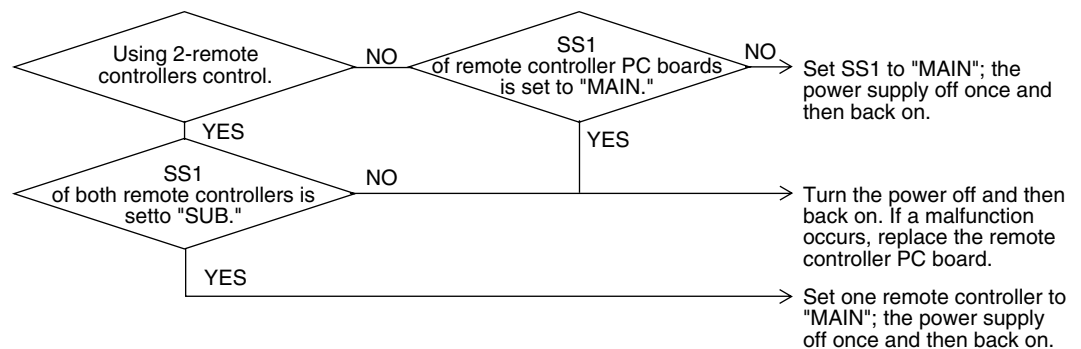 Using 2-remote
controllers control.
NO
SS1
of remote controller PC boards
is set to "MAIN."
NO
Set SS1 to "MAIN"; the
power supply off once and
then back on.
YES
YES
SS1
of both remote controllers is
setto "SUB."
NO
Turn the power off and then
back on. If a malfunction
occurs, replace the remote
controller PC board.
YES
Set one remote controller to
"MAIN"; the power supply
off once and then back on.